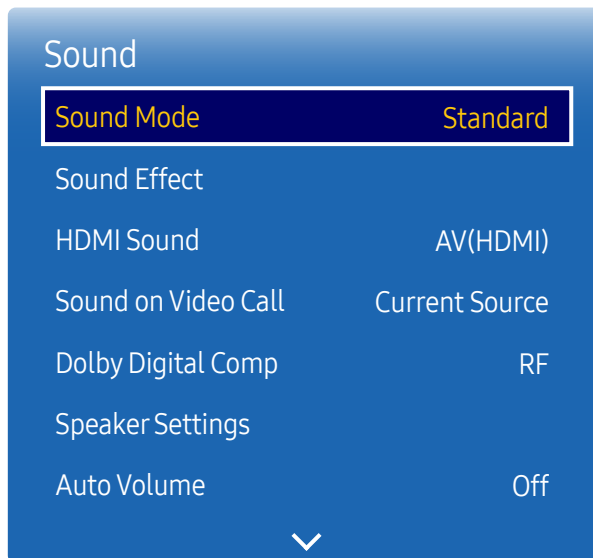 Sound
Sound Mode Standard
Sound Effect
HDMI Sound AV(HDMI)
Sound on Video Call Current Source
Dolby Digital Comp RF
Speaker Settings
Auto Volume Off